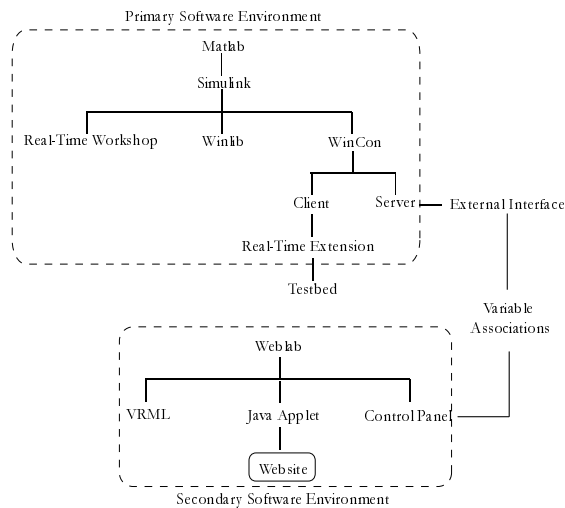 Primary Software Environment
Matlab
Simulink
Real-Time Workshop
Winlib
WinCon
Client
Server
External Interface
Real-Time Extension
Testbed
Variable
Associations
Weblab
VRML
Java Applet
Control Panel
Website
Secondary Software Environment